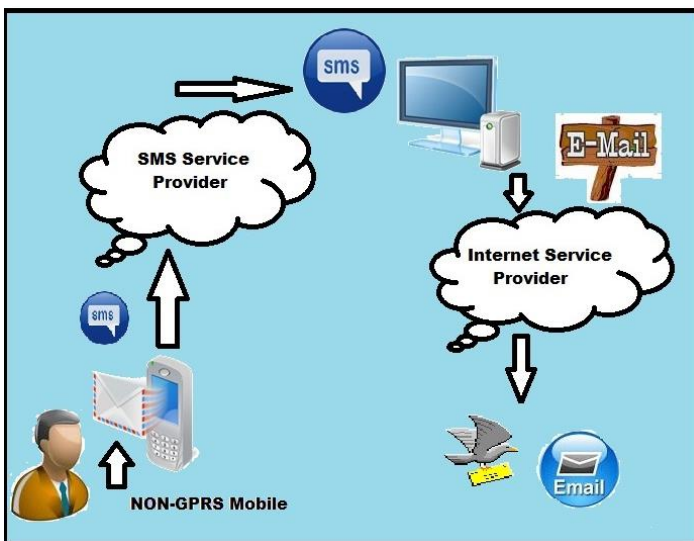 sms
E-Mail
SMS Service
Provider
Internet Service
Provider
sms
NON-GPRS Mobile
Email